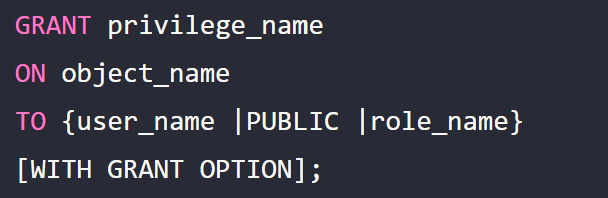 GRANT privilege_name
ON object_name
TO {user_name |PUBLIC |role_name}
[WITH GRANT OPTION];